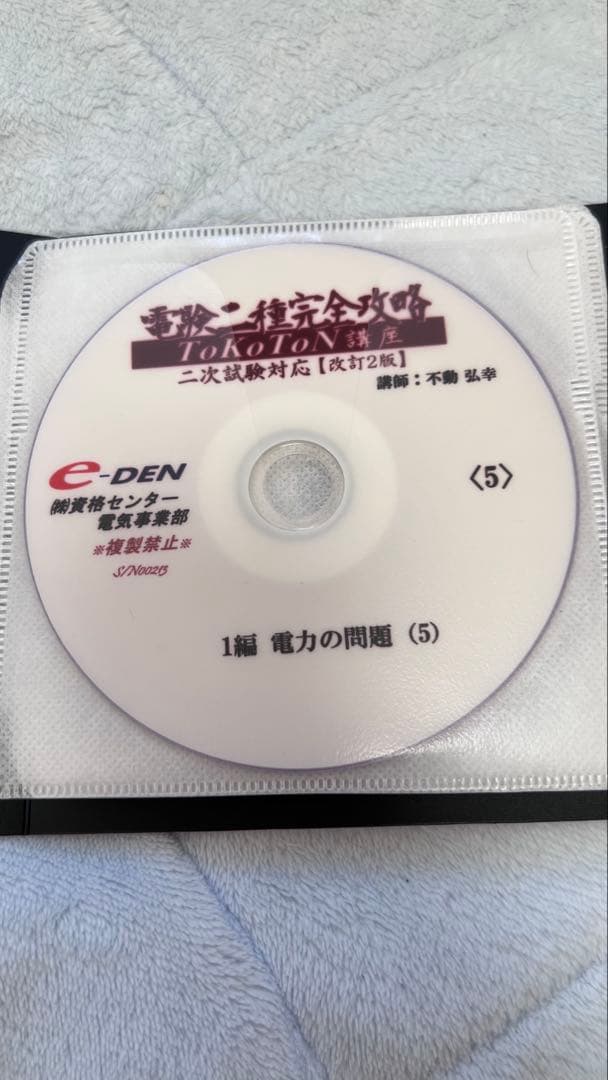 電験二種完全攻略
ToKoToN講座
二次試験対応【改訂2版】
講師：不動 弘幸
e-DEN
〈5〉
㈱資格センター
電気事業部
※複製禁止※
S/N00213
1編 電力の問題（5）